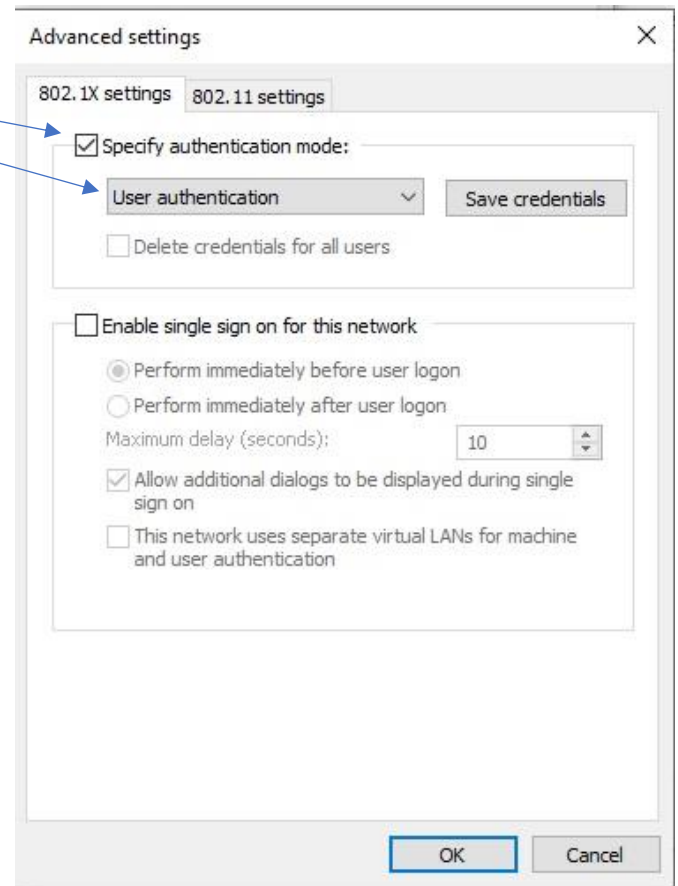 Advanced settings
802.1X settings 802.11 settings
Specify authentication mode:
User authentication Save credentials
Delete credentials for all users
Enable single sign on for this network
Perform immediately before user logon
Perform immediately after user logon
Maximum delay (seconds): 10
Allow additional dialogs to be displayed during single
sign on
This network uses separate virtual LANs for machine
and user authentication
OK Cancel